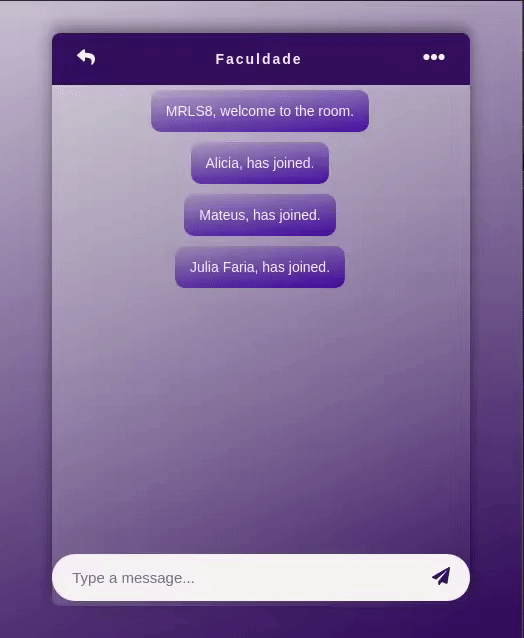 Faculdade
MRLS8, welcome to the room.
Alicia, has joined.
Mateus, has joined.
Julia Faria, has joined.
Type a message...